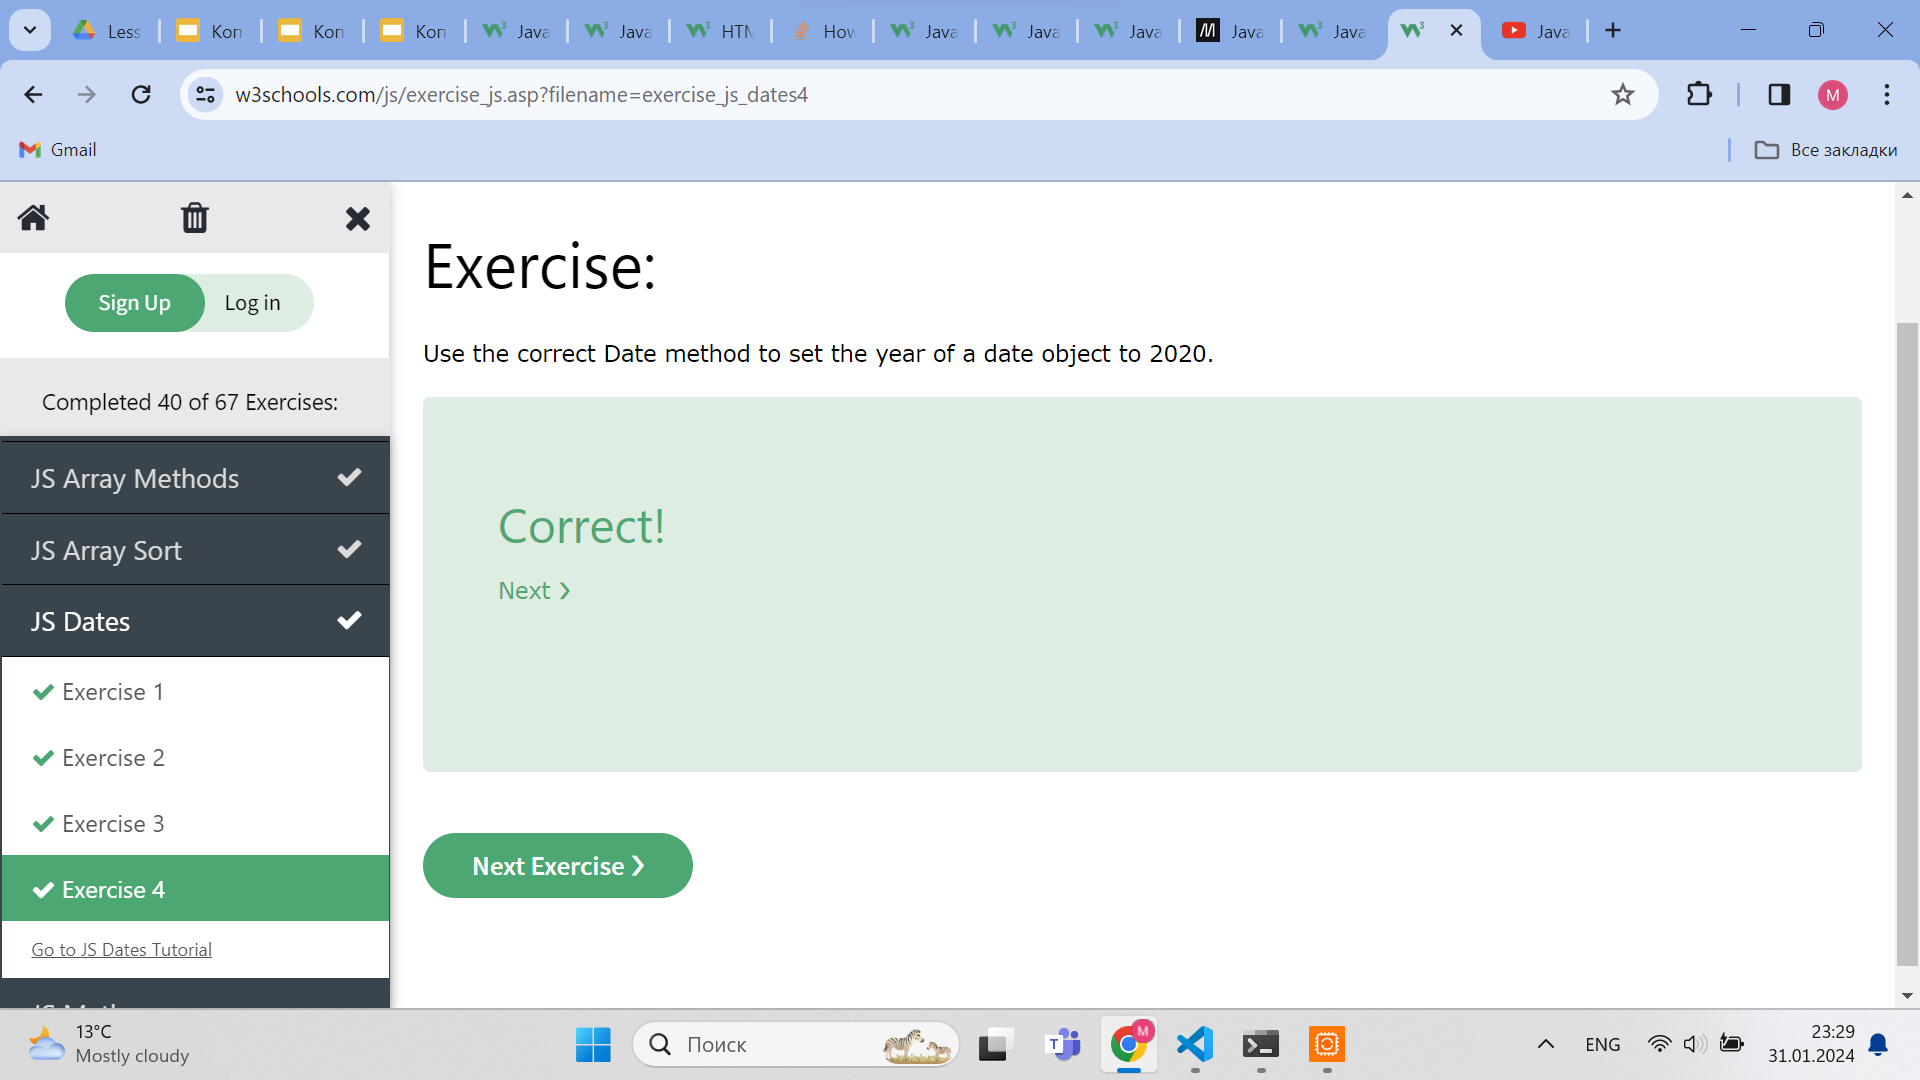 Less
Kon
Kon
Kon
Java
Java
HTM
How
Java
Java
Java
Java
Java
Java
w3schools.com/js/exercise_js.asp?filename=exercise_js_dates4
M
Gmail
Все закладки
Sign Up
Log in
Completed 40 of 67 Exercises:
JS Array Methods
JS Array Sort
JS Dates
Exercise 1
Exercise 2
Exercise 3
Exercise 4
Go to JS Dates Tutorial
Exercise:
Use the correct Date method to set the year of a date object to 2020.
Correct!
Next ❯
Next Exercise ❯
13°C
Mostly cloudy
Поиск
ENG
23:29
31.01.2024